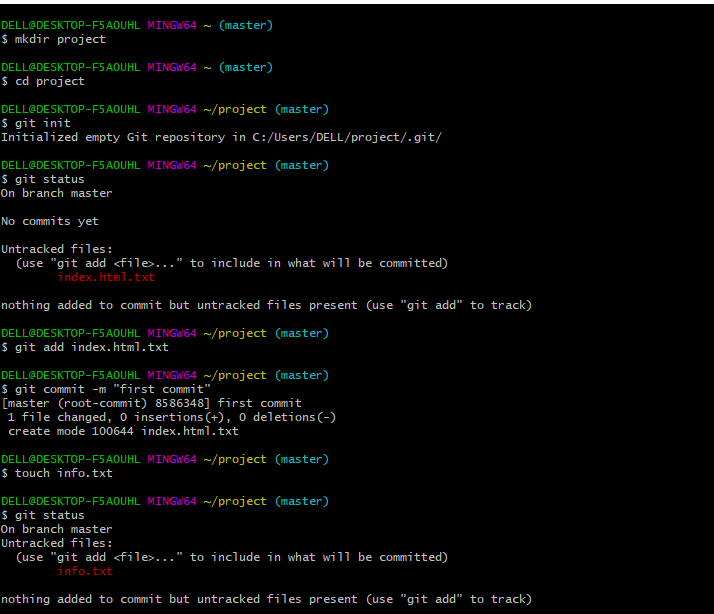 DELL@DESKTOP-F5AOUHL MINGW64 ~ (master)
$ mkdir project
DELL@DESKTOP-F5AOUHL MINGW64 ~ (master)
$ cd project
DELL@DESKTOP-F5AOUHL MINGW64 ~/project (master)
$ git init
Initialized empty Git repository in C:/Users/DELL/project/.git/
DELL@DESKTOP-F5AOUHL MINGW64 ~/project (master)
$ git status
On branch master
No commits yet
Untracked files:
  (use "git add <file>..." to include in what will be committed)
        index.html.txt
nothing added to commit but untracked files present (use "git add" to track)
DELL@DESKTOP-F5AOUHL MINGW64 ~/project (master)
$ git add index.html.txt
DELL@DESKTOP-F5AOUHL MINGW64 ~/project (master)
$ git commit -m "first commit"
[master (root-commit) 8586348] first commit
 1 file changed, 0 insertions(+), 0 deletions(-)
 create mode 100644 index.html.txt
DELL@DESKTOP-F5AOUHL MINGW64 ~/project (master)
$ touch info.txt
DELL@DESKTOP-F5AOUHL MINGW64 ~/project (master)
$ git status
On branch master
Untracked files:
  (use "git add <file>..." to include in what will be committed)
        info.txt
nothing added to commit but untracked files present (use "git add" to track)